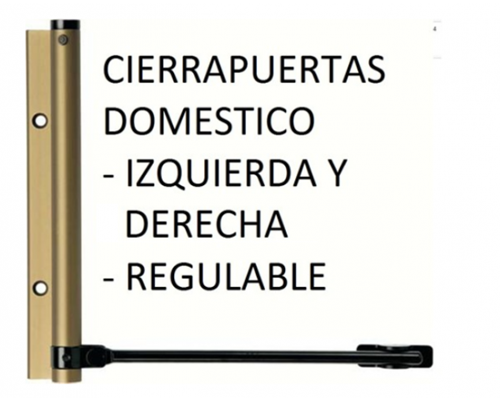 CIERRAPUERTAS
DOMESTICO
- IZQUIERDA Y
DERECHA
- REGULABLE